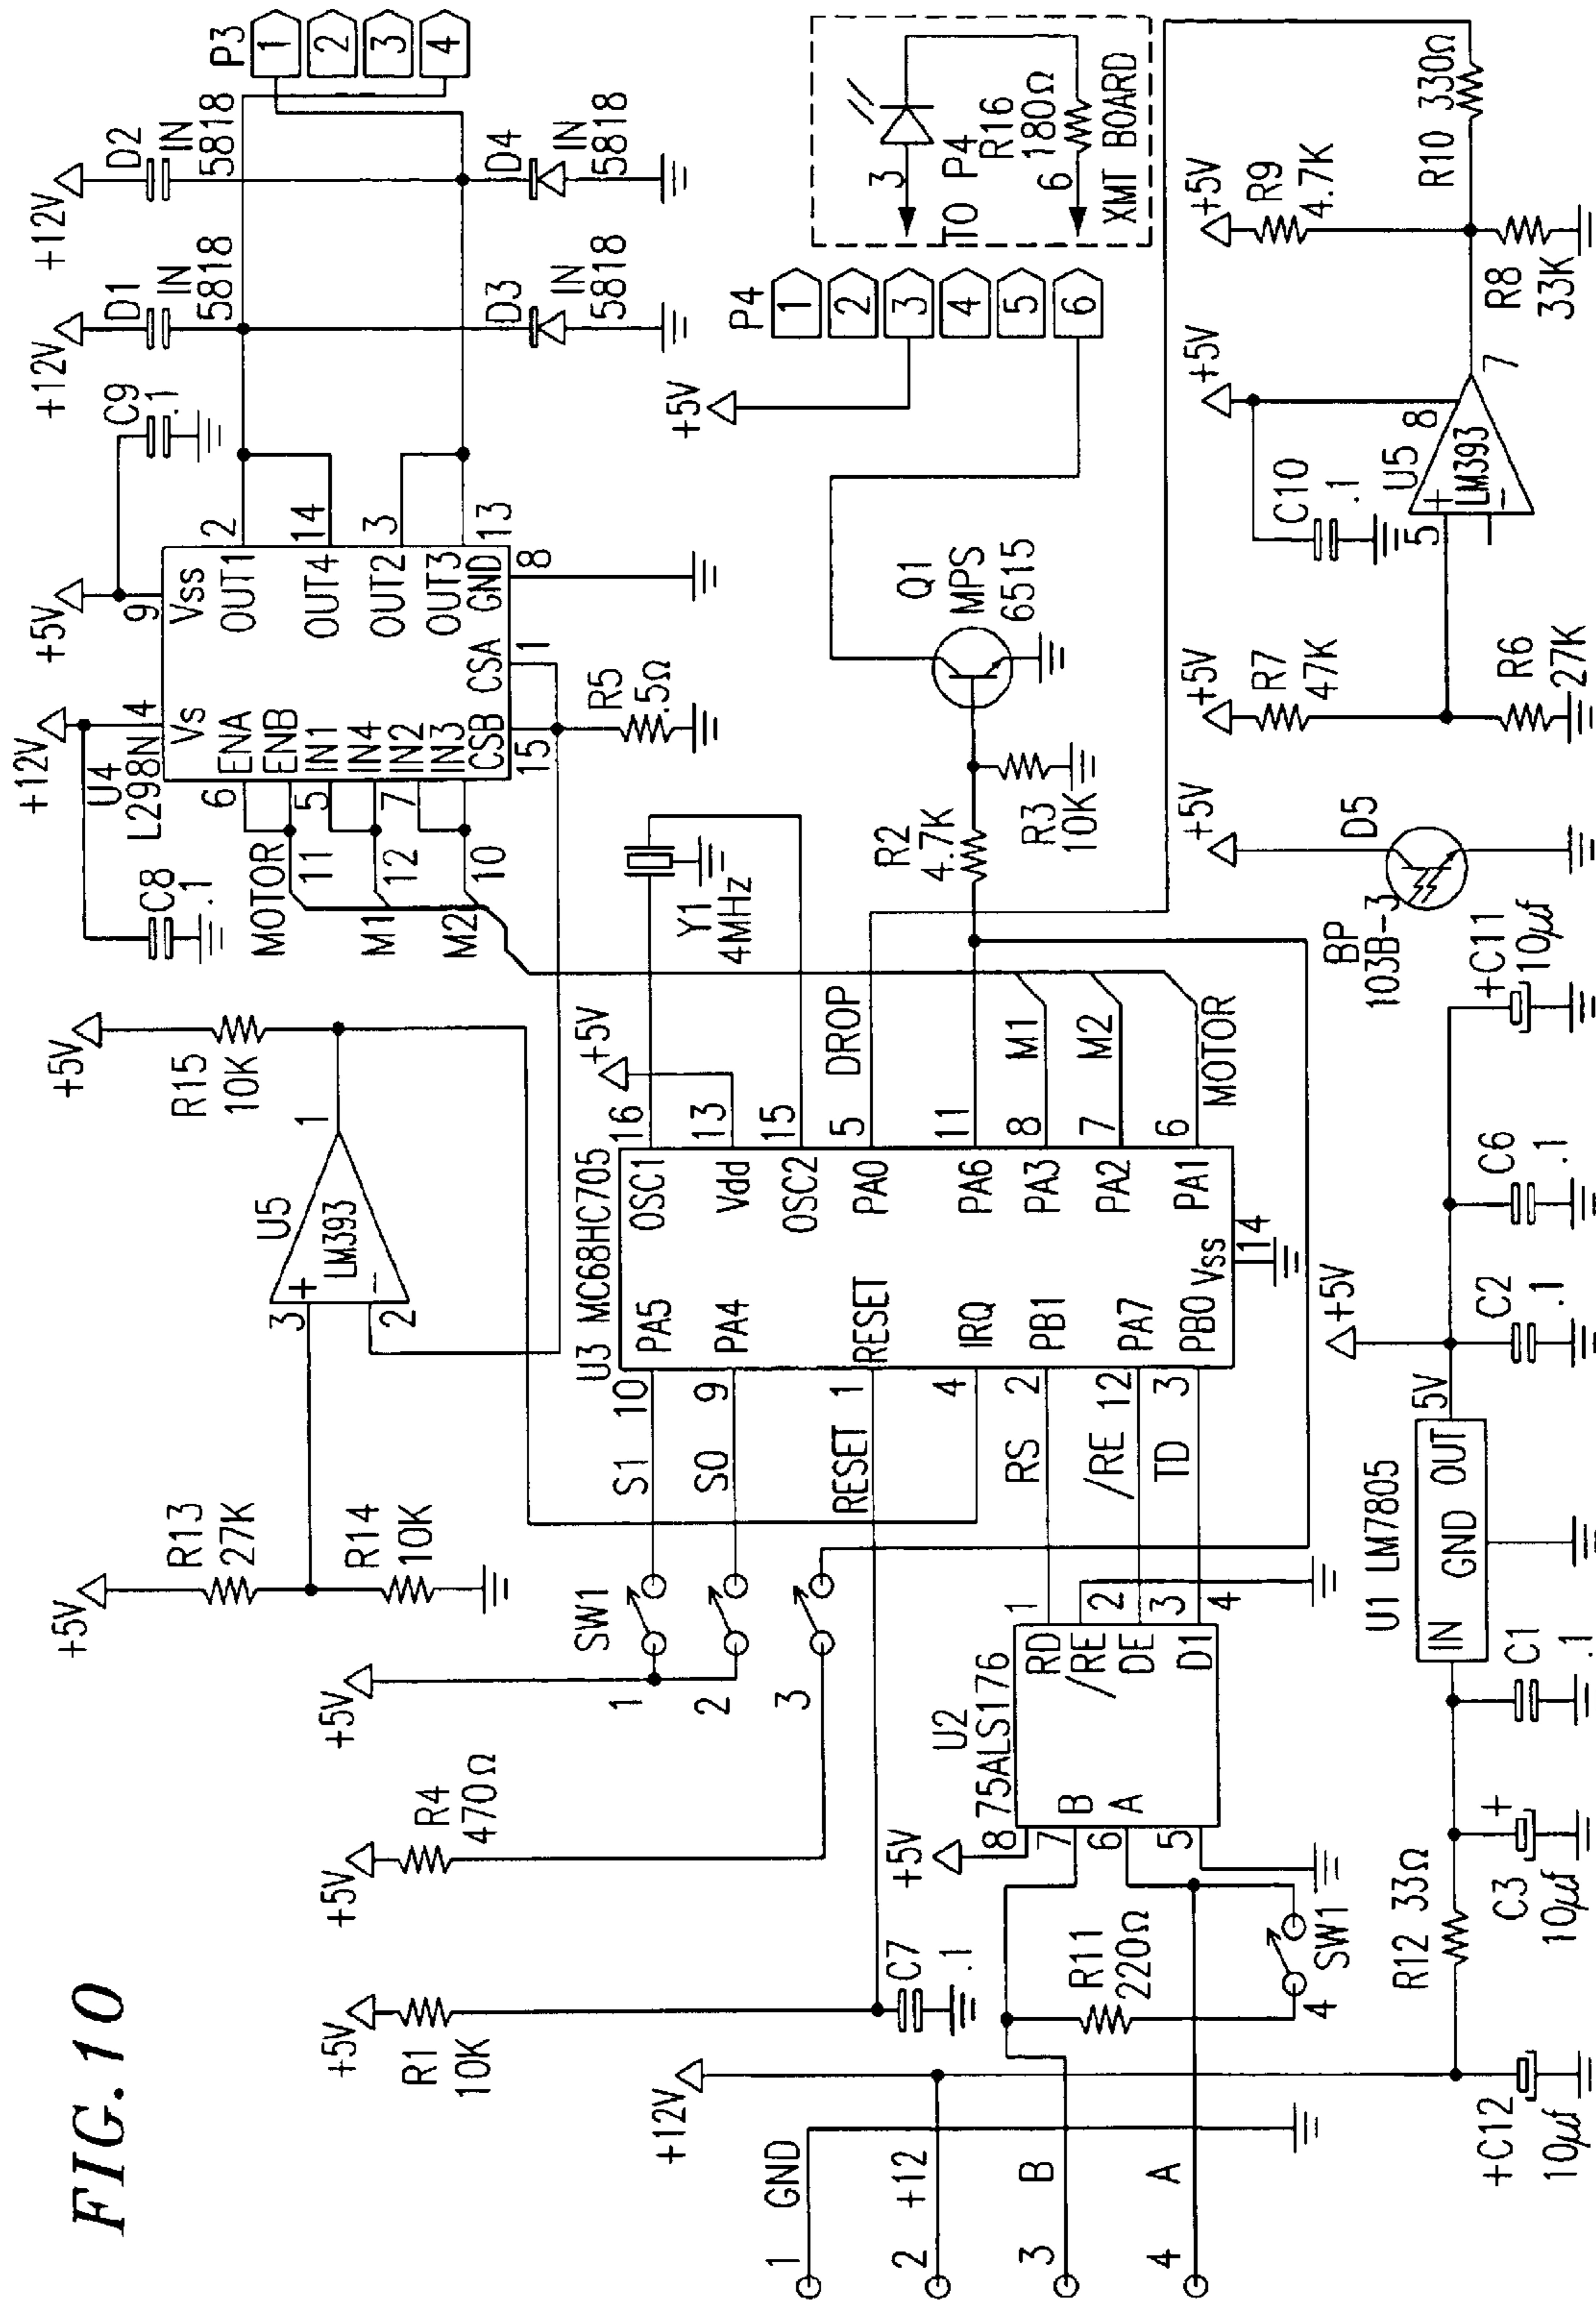 FIG. 10
+5V
R13
27K
R14
10K
3
+
2
−
U5
LM393
1
+5V
R15
10K
+12V
C8
.1
U4
L298N
4
Vs
+5V
9
Vss
C9
.1
6
ENA
ENB
5
IN1
IN4
7
IN2
IN3
CSB
15
CSA
1
GND
8
OUT1
2
OUT4
14
OUT2
3
OUT3
13
MOTOR
11
M1
12
M2
10
R5
.5Ω
+12V
D1
IN
5818
+12V
D2
IN
5818
D3
IN
5818
D4
IN
5818
P3
1
2
3
4
+5V
R1
10K
+5V
R4
470Ω
+5V
SW1
1
2
3
S1
10
S0
9
RESET
1
4
RS
2
/RE
12
TD
3
U3 MC68HC705
PA5
PA4
RESET
IRQ
PB1
PA7
PB0
Vss
14
OSC1
16
Vdd
13
OSC2
15
PA0
5
PA6
11
PA3
8
PA2
7
PA1
6
+5V
DROP
M1
M2
MOTOR
Y1
4MHz
R2
4.7K
R3
10K
Q1
MPS
6515
+5V
P4
1
2
3
4
5
6
3
TO P4
R16
180Ω
6
XMT BOARD
C7
.1
+12V
1
GND
2
+12
3
B
4
A
R11
220Ω
4
SW1
+5V
U2
75ALS176
8
7
B
6
A
5
RD
1
/RE
2
DE
3
D1
4
+C12
10µf
R12 33Ω
C3
+
10µf
C1
.1
U1 LM7805
IN
GND
OUT
5V
+5V
C2
.1
C6
.1
+C11
10µf
BP
103B-3
D5
+5V
+5V
R7
47K
R6
27K
C10
.1
+5V
5
+
−
U5
LM393
8
7
+5V
R9
4.7K
R8
33K
R10 330Ω